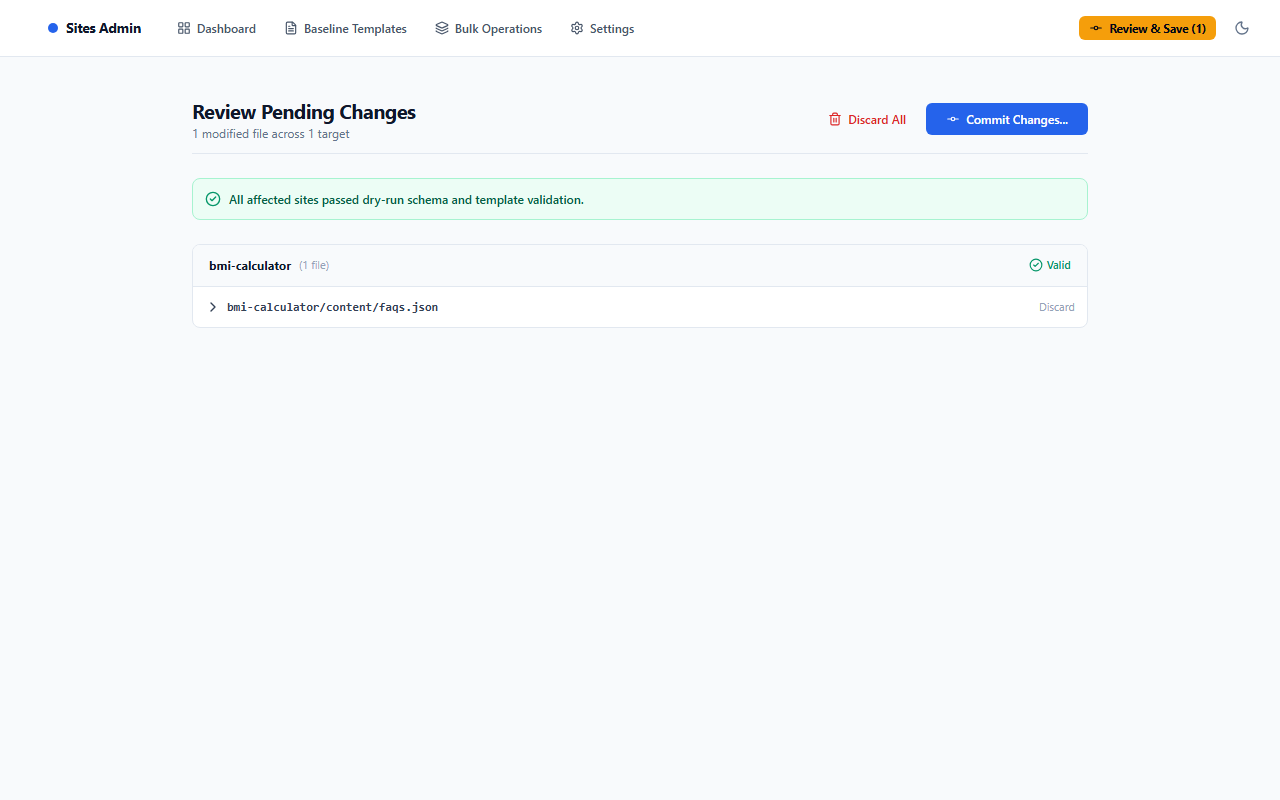 Sites Admin
Dashboard
Baseline Templates
Bulk Operations
Settings
Review & Save (1)
Review Pending Changes
1 modified file across 1 target
Discard All
Commit Changes...
All affected sites passed dry-run schema and template validation.
bmi-calculator (1 file)
Valid
bmi-calculator/content/faqs.json
Discard